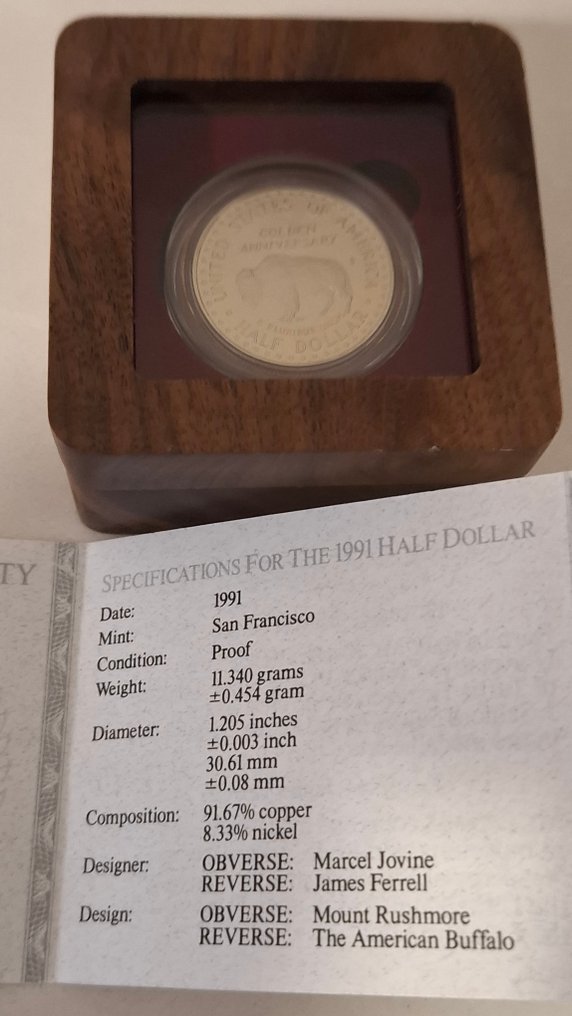 UNITED STATES OF AMERICA
GOLDEN
ANNIVERSARY
PLURIBUS
HALF DOLLAR
TY
SPECIFICATIONS FOR THE 1991 HALF DOLLAR
Date: 1991
Mint: San Francisco
Condition: Proof
Weight: 11.340 grams
±0.454 gram
Diameter: 1.205 inches
±0.003 inch
30.61 mm
±0.08 mm
Composition: 91.67% copper
8.33% nickel
Designer: OBVERSE: Marcel Jovine
REVERSE: James Ferrell
Design: OBVERSE: Mount Rushmore
REVERSE: The American Buffalo